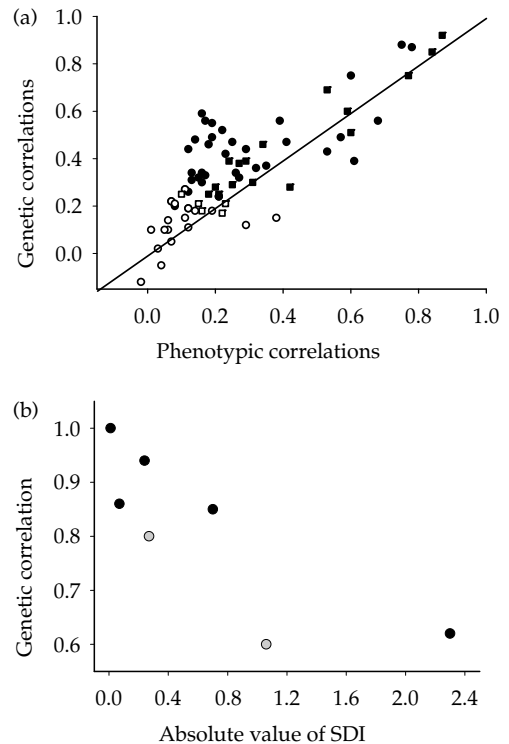 (a)
1.0
0.8
0.6
0.4
0.2
0.0
Genetic correlations
0.0 0.2 0.4 0.6 0.8 1.0
Phenotypic correlations
(b)
1.0
0.9
0.8
0.7
0.6
Genetic correlation
0.0 0.4 0.8 1.2 1.6 2.0 2.4
Absolute value of SDI